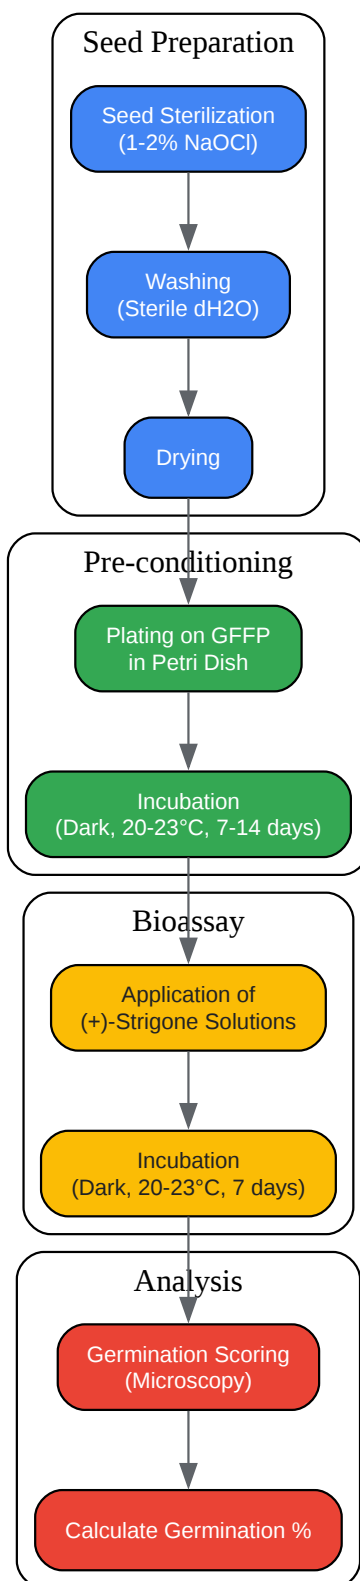 Seed Preparation
Seed Sterilization
(1-2% NaOCl)
Washing
(Sterile dH2O)
Drying
Pre-conditioning
Plating on GFFP
in Petri Dish
Incubation
(Dark, 20-23°C, 7-14 days)
Bioassay
Application of
(+)-Strigone Solutions
Incubation
(Dark, 20-23°C, 7 days)
Analysis
Germination Scoring
(Microscopy)
Calculate Germination %